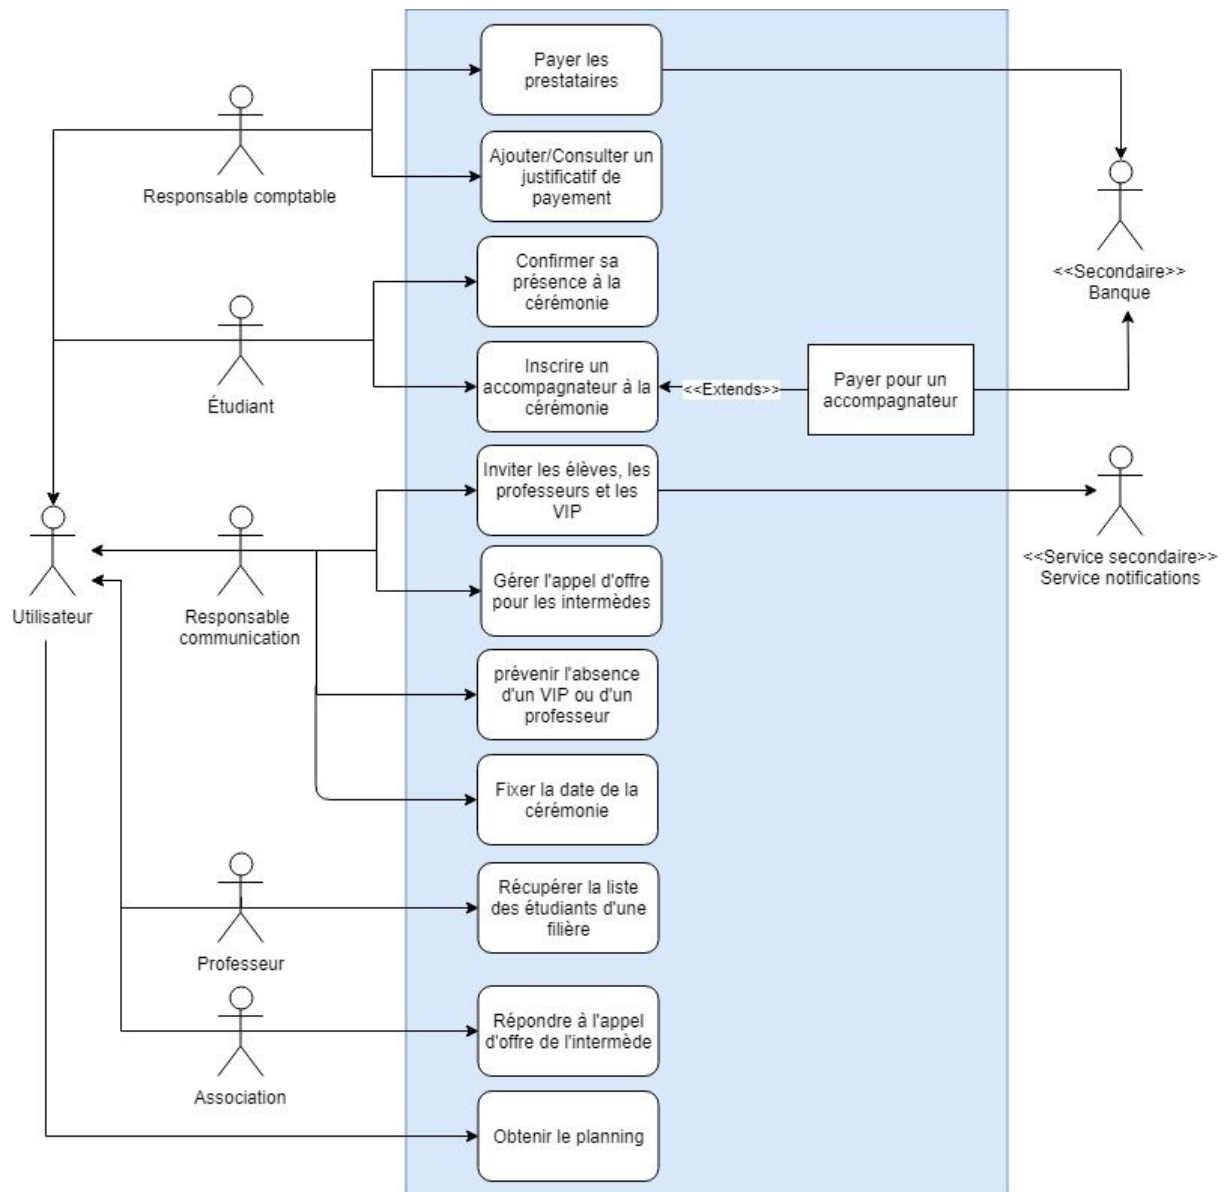 Payer les
prestataires
Responsable comptable
Ajouter/Consulter un
justificatif de
payement
<<Secondaire>>
Banque
Confirmer sa
présence à la
cérémonie
Étudiant
Inscrire un
accompagnateur à la
cérémonie
<<Extends>>
Payer pour un
accompagnateur
Inviter les élèves, les
professeurs et les
VIP
<<Service secondaire>>
Service notifications
Utilisateur
Responsable
communication
Gérer l'appel d'offre
pour les intermèdes
prévenir l'absence
d'un VIP ou d'un
professeur
Fixer la date de la
cérémonie
Professeur
Récupérer la liste
des étudiants d'une
filière
Association
Répondre à l'appel
d'offre de l'intermède
Obtenir le planning